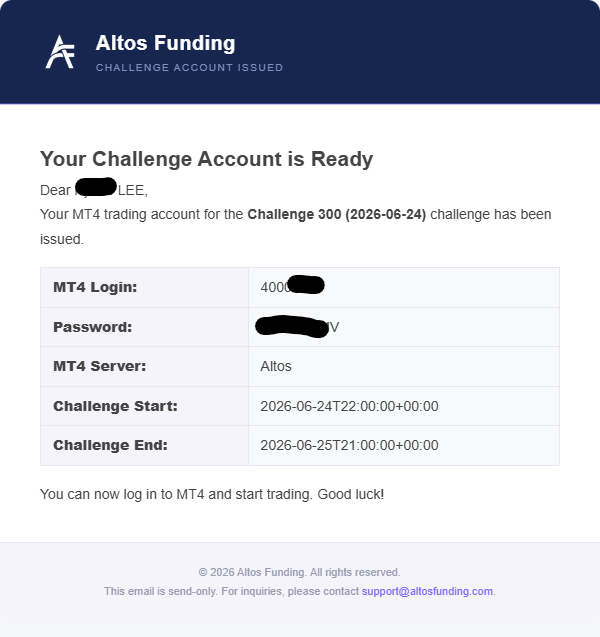 Altos Funding
CHALLENGE ACCOUNT ISSUED
Your Challenge Account is Ready
Dear LEE,
Your MT4 trading account for the Challenge 300 (2026-06-24) challenge has been
issued.
MT4 Login: 400
Password:
MT4 Server: Altos
Challenge Start: 2026-06-24T22:00:00+00:00
Challenge End: 2026-06-25T21:00:00+00:00
You can now log in to MT4 and start trading. Good luck!
© 2026 Altos Funding. All rights reserved.
This email is send-only. For inquiries, please contact support@altosfunding.com.